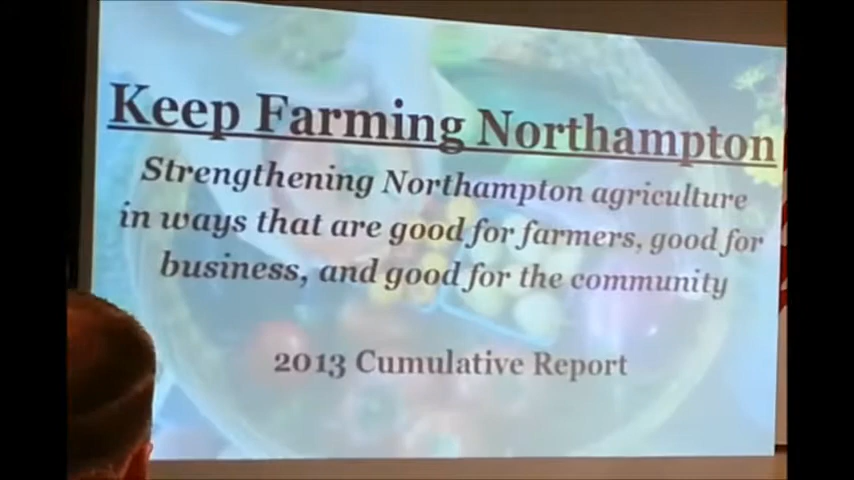 Keep Farming Northampton
Strengthening Northampton agriculture
in ways that are good for farmers, good for
business, and good for the community
2013 Cumulative Report